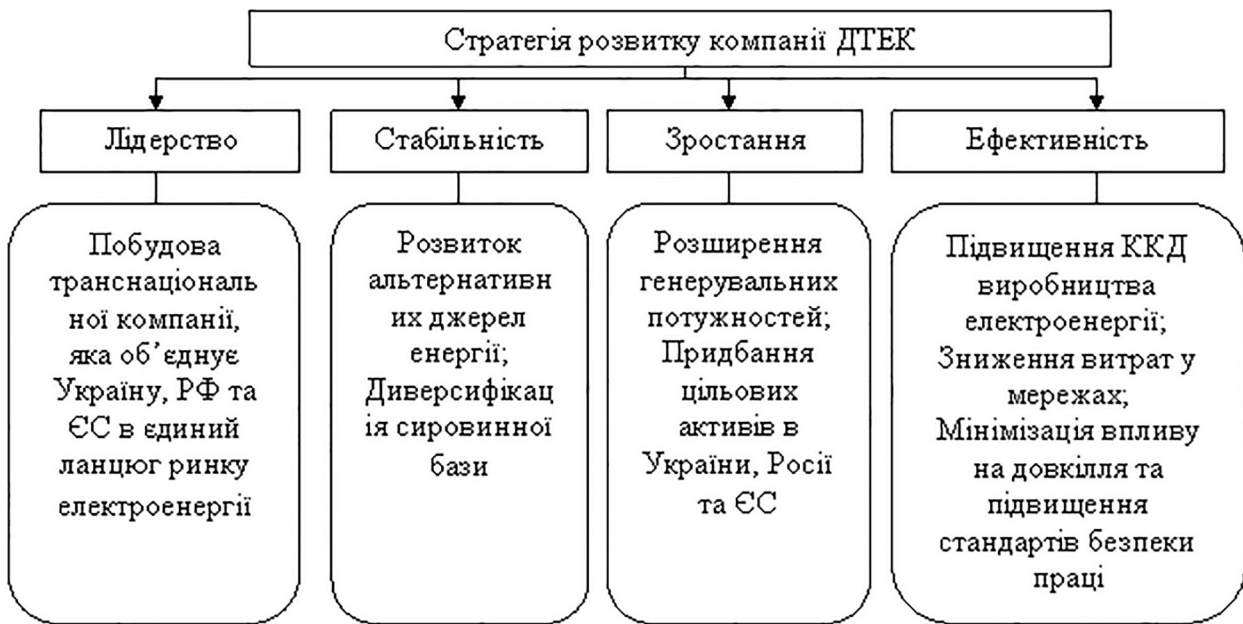 Стратегія розвитку компанії ДТЕК
Лідерство
Стабільність
Зростання
Ефективність
Побудова
транснаціональ
ної компанії,
яка об’єднує
Україну, РФ та
ЄС в єдиний
ланцюг ринку
електроенергії
Розвиток
альтернативн
их джерел
енергії;
Диверсифікац
ія сировинної
бази
Розширення
генерувальних
потужностей;
Придбання
цільових
активів в
України, Росії
та ЄС
Підвищення ККД
виробництва
електроенергії;
Зниження витрат у
мережах;
Мінімізація впливу
на довкілля та
підвищення
стандартів безпеки
праці